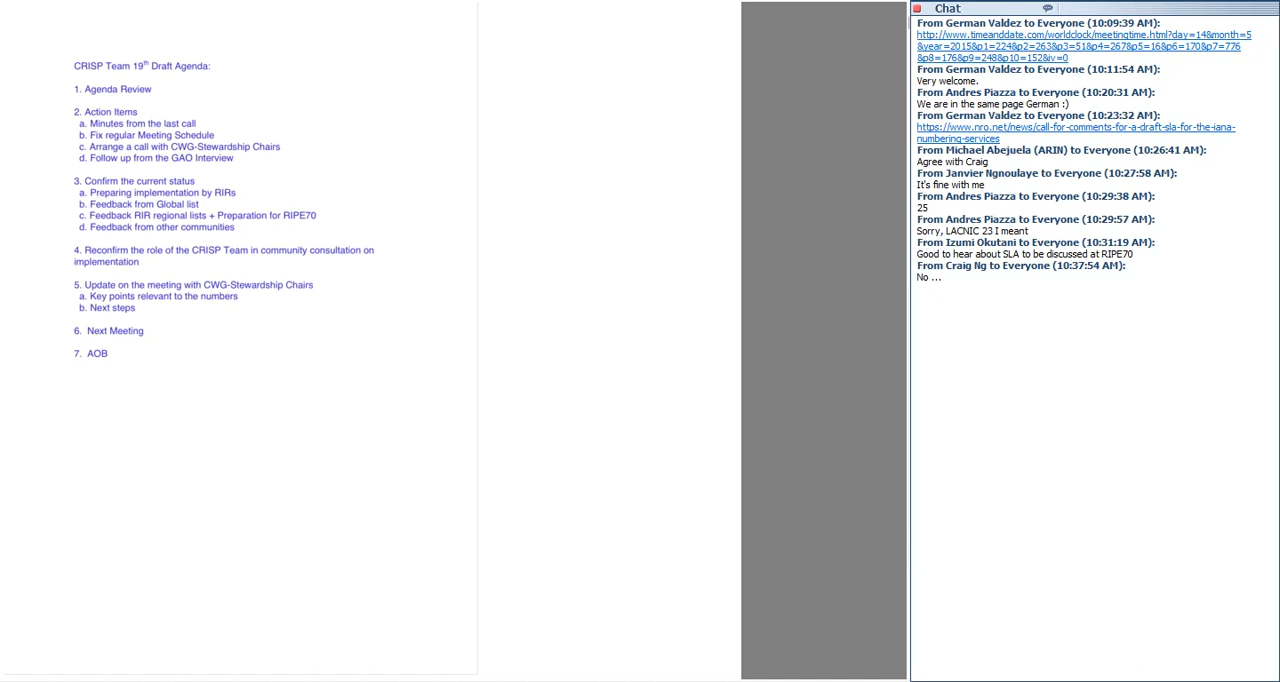 CRISP Team 19th Draft Agenda:
1. Agenda Review
2. Action Items
a. Minutes from the last call
b. Fix regular Meeting Schedule
c. Arrange a call with CWG-Stewardship Chairs
d. Follow up from the GAO Interview
3. Confirm the current status
a. Preparing implementation by RIRs
b. Feedback from Global list
c. Feedback RIR regional lists + Preparation for RIPE70
d. Feedback from other communities
4. Reconfirm the role of the CRISP Team in community consultation on
implementation
5. Update on the meeting with CWG-Stewardship Chairs
a. Key points relevant to the numbers
b. Next steps
6. Next Meeting
7. AOB
Chat
From German Valdez to Everyone (10:09:39 AM):
http://www.timeanddate.com/worldclock/meetingtime.html?day=14&month=5
&year=2015&p1=224&p2=263&p3=51&p4=267&p5=16&p6=170&p7=776
&p8=176&p9=248&p10=152&iv=0
From German Valdez to Everyone (10:11:54 AM):
Very welcome.
From Andres Piazza to Everyone (10:20:31 AM):
We are in the same page German :)
From German Valdez to Everyone (10:23:32 AM):
https://www.nro.net/news/call-for-comments-for-a-draft-sla-for-the-iana-
numbering-services
From Michael Abejuela (ARIN) to Everyone (10:26:41 AM):
Agree with Craig
From Janvier Ngnoulaye to Everyone (10:27:58 AM):
It's fine with me
From Andres Piazza to Everyone (10:29:38 AM):
25
From Andres Piazza to Everyone (10:29:57 AM):
Sorry, LACNIC 23 I meant
From Izumi Okutani to Everyone (10:31:19 AM):
Good to hear about SLA to be discussed at RIPE70
From Craig Ng to Everyone (10:37:54 AM):
No ...